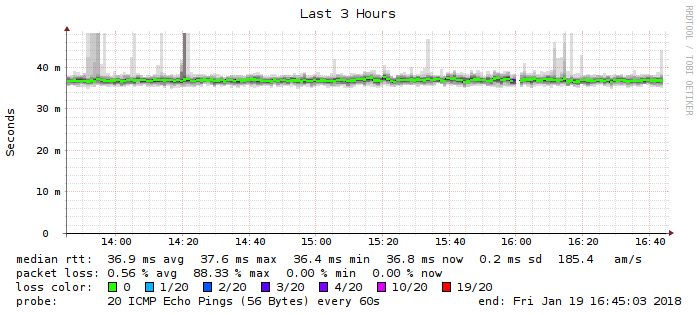 Last 3 Hours
RRDTOOL / TOBI OETIKER
Seconds
40 m
30 m
20 m
10 m
0
14:00 14:20 14:40 15:00 15:20 15:40 16:00 16:20 16:40
median rtt: 36.9 ms avg 37.6 ms max 36.4 ms min 36.8 ms now 0.2 ms sd 185.4 am/s
packet loss: 0.56 % avg 88.33 % max 0.00 % min 0.00 % now
loss color: 0 1/20 2/20 3/20 4/20 10/20 19/20
probe: 20 ICMP Echo Pings (56 Bytes) every 60s end: Fri Jan 19 16:45:03 2018